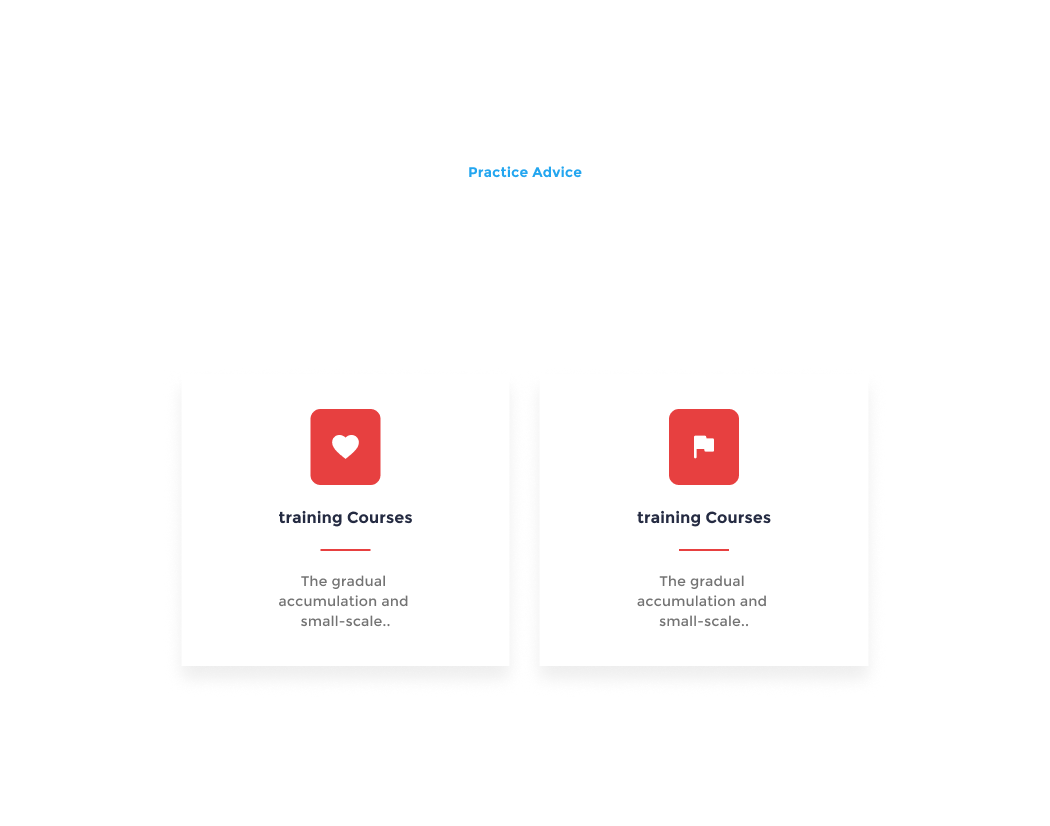 Practice Advice
training Courses
The gradual
accumulation and
small-scale..
training Courses
The gradual
accumulation and
small-scale..